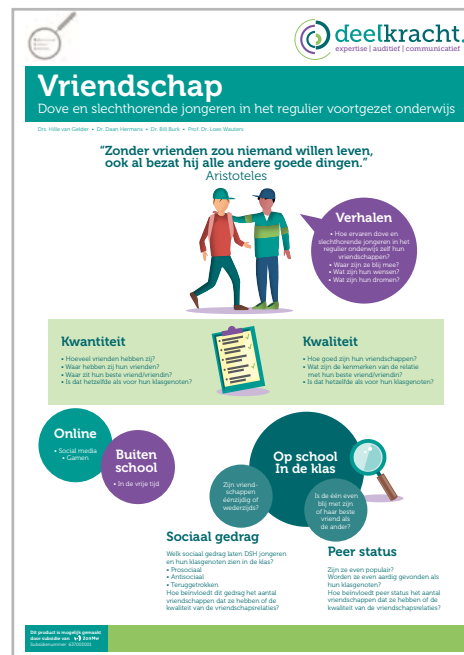 deelkracht.
expertise | auditief | communicatief
Vriendschap
Dove en slechthorende jongeren in het regulier voortgezet onderwijs
Drs. Hille van Gelder • Dr. Daan Hermans • Dr. Bill Burk • Prof. Dr. Loes Wauters
“Zonder vrienden zou niemand willen leven,
ook al bezat hij alle andere goede dingen.”
Aristoteles
Verhalen
• Hoe ervaren dove en
slechthorende jongeren in het
regulier onderwijs zelf hun
vriendschappen?
• Waar zijn ze blij mee?
• Wat zijn hun wensen?
• Wat zijn hun dromen?
Kwantiteit
• Hoeveel vrienden hebben zij?
• Waar hebben zij hun vrienden?
• Waar zit hun beste vriend/vriendin?
• Is dat hetzelfde als voor hun klasgenoten?
Kwaliteit
• Hoe goed zijn hun vriendschappen?
• Wat zijn de kenmerken van de relatie
met hun beste vriend/vriendin?
• Is dat hetzelfde als voor hun klasgenoten?
Online
• Social media
• Gamen
Buiten
school
• In de vrije tijd
Op school
In de klas
Zijn vriend-
schappen
éénzijdig of
wederzijds?
Is de één even
blij met zijn
of haar beste
vriend als
de ander?
Sociaal gedrag
Welk sociaal gedrag laten DSH jongeren
en hun klasgenoten zien in de klas?
• Prosociaal
• Antisociaal
• Teruggetrokken
Hoe beïnvloedt dit gedrag het aantal
vriendschappen dat ze hebben of de
kwaliteit van de vriendschapsrelaties?
Peer status
Zijn ze even populair?
Worden ze even aardig gevonden als
hun klasgenoten?
Hoe beïnvloedt peer status het aantal
vriendschappen dat ze hebben of de
kwaliteit van de vriendschapsrelaties?
Dit product is mogelijk gemaakt
door subsidie van ZonMw
Subsidienummer: